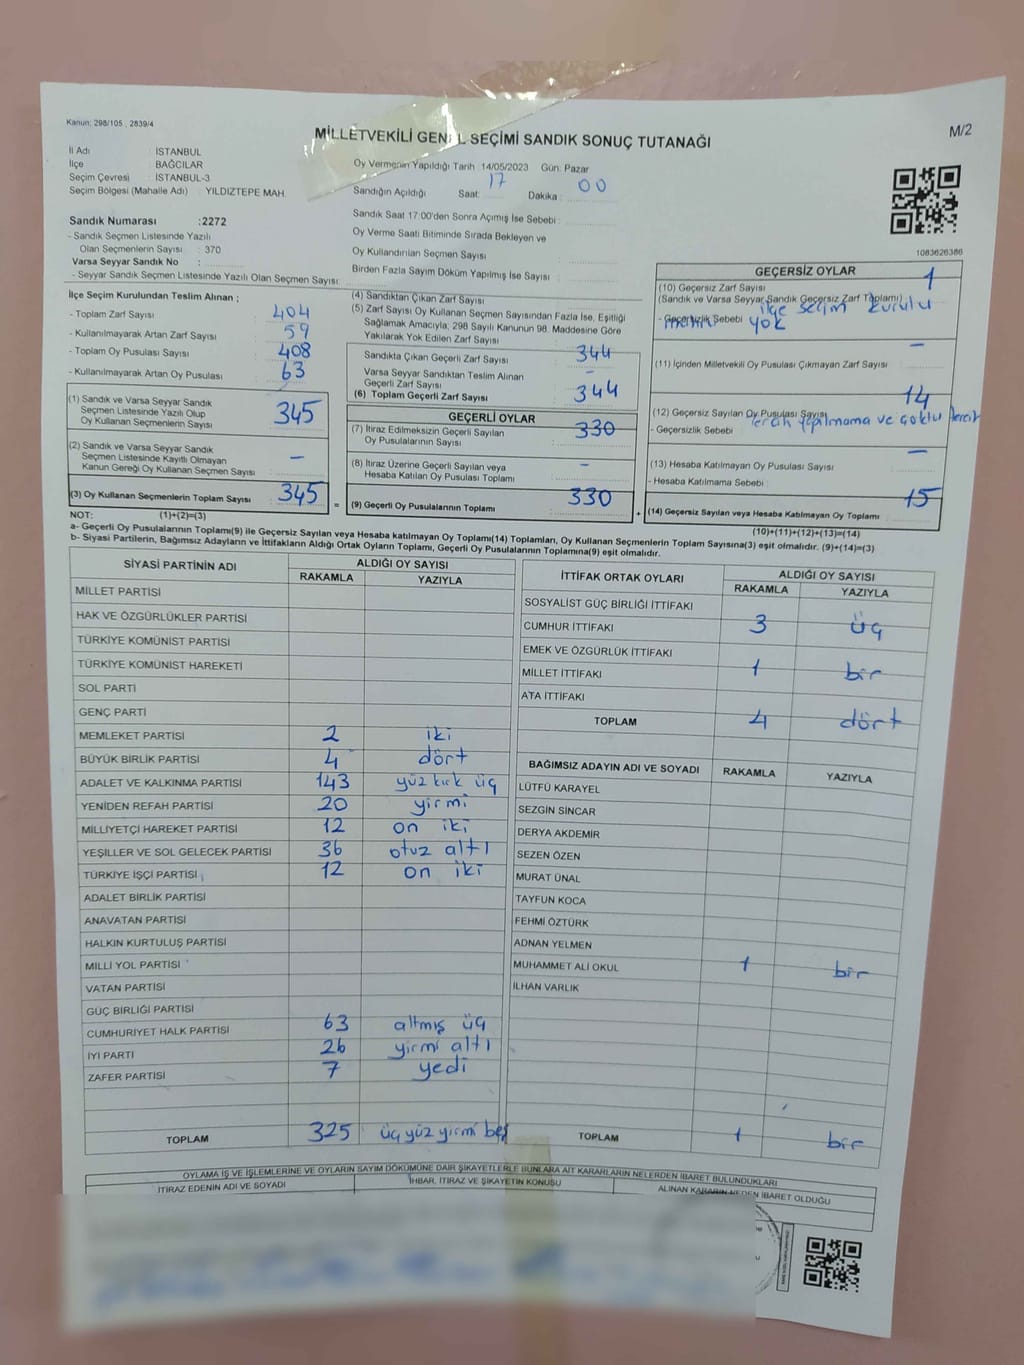 Kanun: 298/105 , 2839/4
MİLLETVEKİLİ GENEL SEÇİMİ SANDIK SONUÇ TUTANAĞI
M/2
İl Adı : İSTANBUL
İlçe : BAĞCILAR
Seçim Çevresi : İSTANBUL-3
Seçim Bölgesi (Mahalle Adı) : YILDIZTEPE MAH.
Sandık Numarası :2272
- Sandık Seçmen Listesinde Yazılı
Olan Seçmenlerin Sayısı : 370
Varsa Seyyar Sandık No :
- Seyyar Sandık Seçmen Listesinde Yazılı Olan Seçmen Sayısı :
Oy Vermenin Yapıldığı Tarih :14/05/2023 Gün: Pazar
Sandığın Açıldığı Saat: 17 Dakika : 00
Sandık Saat 17:00'den Sonra Açımış İse Sebebi :
Oy Verme Saati Bitiminde Sırada Bekleyen ve
Oy Kullandırılan Seçmen Sayısı :
Birden Fazla Sayım Döküm Yapılmış İse Sayısı :
1083626386
İlçe Seçim Kurulundan Teslim Alınan ;
- Toplam Zarf Sayısı : 404
- Kullanılmayarak Artan Zarf Sayısı : 59
- Toplam Oy Pusulası Sayısı : 408
- Kullanılmayarak Artan Oy Pusulası : 63
(1) Sandık ve Varsa Seyyar Sandık
Seçmen Listesinde Yazılı Olup
Oy Kullanan Seçmenlerin Sayısı : 345
(2) Sandık ve Varsa Seyyar Sandık
Seçmen Listesinde Kayıtlı Olmayan
Kanun Gereği Oy Kullanan Seçmen Sayısı : -
(3) Oy Kullanan Seçmenlerin Toplam Sayısı : 345 =
(4) Sandıktan Çıkan Zarf Sayısı
(5) Zarf Sayısı Oy Kullanan Seçmen Sayısından Fazla İse, Eşitliği
Sağlamak Amacıyla; 298 Sayılı Kanunun 98. Maddesine Göre
Yakılarak Yok Edilen Zarf Sayısı :
Sandıkta Çıkan Geçerli Zarf Sayısı : 344
Varsa Seyyar Sandıktan Teslim Alınan
Geçerli Zarf Sayısı : -
(6) Toplam Geçerli Zarf Sayısı : 344
GEÇERLİ OYLAR
(7) İtiraz Edilmeksizin Geçerli Sayılan
Oy Pusulalarının Sayısı : 330
(8) İtiraz Üzerine Geçerli Sayılan veya
Hesaba Katılan Oy Pusulası Toplamı : -
(9) Geçerli Oy Pusulalarının Toplamı : 330 +
GEÇERSİZ OYLAR
(10) Geçersiz Zarf Sayısı : 1
(Sandık ve Varsa Seyyar Sandık Geçersiz Zarf Toplamı)
- Geçersizlik Sebebi : ilçe seçim kurulu
yok
(11) İçinden Milletvekili Oy Pusulası Çıkmayan Zarf Sayısı : -
(12) Geçersiz Sayılan Oy Pusulası Sayısı : 14
- Geçersizlik Sebebi : Tercih yapılmama ve çoklu tercih
(13) Hesaba Katılmayan Oy Pusulası Sayısı : -
- Hesaba Katılmama Sebebi :
(14) Geçersiz Sayılan veya Hesaba Katılmayan Oy Toplamı : 15
NOT: (1)+(2)=(3) (10)+(11)+(12)+(13)=(14)
a- Geçerli Oy Pusulalarının Toplamı(9) ile Geçersiz Sayılan veya Hesaba katılmayan Oy Toplamı(14) Toplamları, Oy Kullanan Seçmenlerin Toplam Sayısına(3) eşit olmalıdır. (9)+(14)=(3)
b- Siyasi Partilerin, Bağımsız Adayların ve İttifakların Aldığı Ortak Oyların Toplamı, Geçerli Oy Pusulalarının Toplamına(9) eşit olmalıdır.
SİYASİ PARTİNİN ADI ALDIĞI OY SAYISI
RAKAMLA YAZIYLA
MİLLET PARTİSİ
HAK VE ÖZGÜRLÜKLER PARTİSİ
TÜRKİYE KOMÜNİST PARTİSİ
TÜRKİYE KOMÜNİST HAREKETİ
SOL PARTİ
GENÇ PARTİ
MEMLEKET PARTİSİ 2 iki
BÜYÜK BİRLİK PARTİSİ 4 dört
ADALET VE KALKINMA PARTİSİ 143 yüz kırk üç
YENİDEN REFAH PARTİSİ 20 yirmi
MİLLİYETÇİ HAREKET PARTİSİ 12 on iki
YEŞİLLER VE SOL GELECEK PARTİSİ 36 otuz altı
TÜRKİYE İŞÇİ PARTİSİ 12 on iki
ADALET BİRLİK PARTİSİ
ANAVATAN PARTİSİ
HALKIN KURTULUŞ PARTİSİ
MİLLİ YOL PARTİSİ
VATAN PARTİSİ
GÜÇ BİRLİĞİ PARTİSİ
CUMHURİYET HALK PARTİSİ 63 altmış üç
İYİ PARTİ 26 yirmi altı
ZAFER PARTİSİ 7 yedi
TOPLAM 325 üçyüz yirmi beş
İTTİFAK ORTAK OYLARI ALDIĞI OY SAYISI
RAKAMLA YAZIYLA
SOSYALİST GÜÇ BİRLİĞİ İTTİFAKI
CUMHUR İTTİFAKI 3 üç
EMEK VE ÖZGÜRLÜK İTTİFAKI
MİLLET İTTİFAKI 1 bir
ATA İTTİFAKI
TOPLAM 4 dört
BAĞIMSIZ ADAYIN ADI VE SOYADI RAKAMLA YAZIYLA
LÜTFÜ KARAYEL
SEZGİN SİNCAR
DERYA AKDEMİR
SEZEN ÖZEN
MURAT ÜNAL
TAYFUN KOCA
FEHMİ ÖZTÜRK
ADNAN YELMEN
MUHAMMET ALİ OKUL 1 bir
İLHAN VARLIK
TOPLAM 1 bir
OYLAMA İŞ VE İŞLEMLERİNE VE OYLARIN SAYIM DÖKÜMÜNE DAİR ŞİKAYETLERLE BUNLARA AİT KARARLARIN NELERDEN İBARET BULUNDUKLARI
İTİRAZ EDENİN ADI VE SOYADI İHBAR, İTİRAZ VE ŞİKAYETİN KONUSU ALINAN KARARIN NEDEN İBARET OLDUĞU